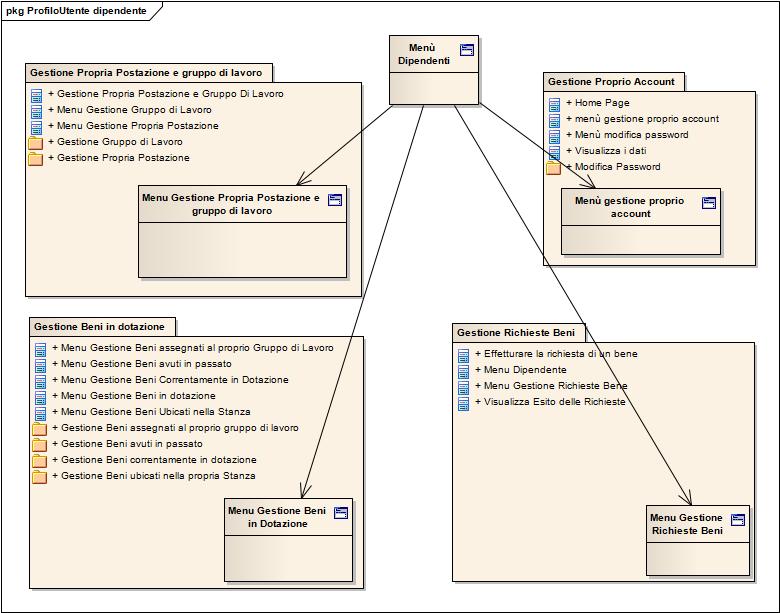 pkg ProfiloUtente dipendente
Menù
Dipendenti
Gestione Propria Postazione e gruppo di lavoro
+ Gestione Propria Postazione e Gruppo Di Lavoro
+ Menu Gestione Gruppo di Lavoro
+ Menu Gestione Propria Postazione
+ Gestione Gruppo di Lavoro
+ Gestione Propria Postazione
Menu Gestione Propria Postazione e
gruppo di lavoro
Gestione Proprio Account
+ Home Page
+ menù gestione proprio account
+ Menù modifica password
+ Visualizza i dati
+ Modifica Password
Menù gestione proprio
account
Gestione Beni in dotazione
+ Menu Gestione Beni assegnati al proprio Gruppo di Lavoro
+ Menu Gestione Beni avuti in passato
+ Menu Gestione Beni Correntamente in Dotazione
+ Menu Gestione Beni in dotazione
+ Menu Gestione Beni Ubicati nella Stanza
+ Gestione Beni assegnati al proprio gruppo di lavoro
+ Gestione Beni avuti in passato
+ Gestione Beni correntamente in dotazione
+ Gestione Beni ubicati nella propria Stanza
Menu Gestione Beni
in Dotazione
Gestione Richieste Beni
+ Effetturare la richiesta di un bene
+ Menu Dipendente
+ Menu Gestione Richieste Bene
+ Visualizza Esito delle Richieste
Menu Gestione
Richieste Beni